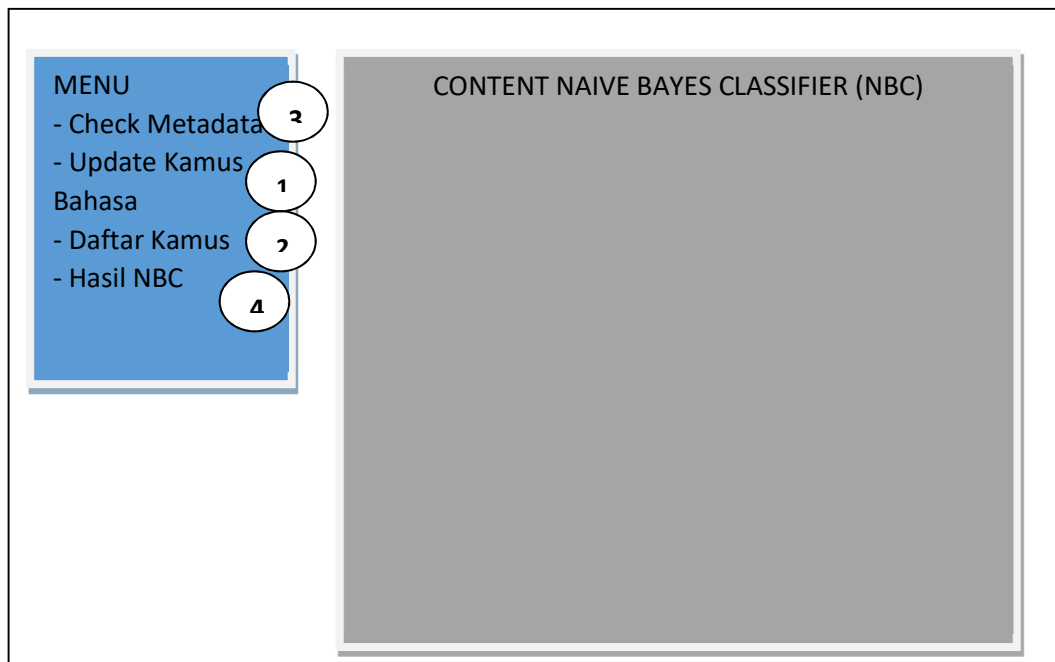 MENU
- Check Metadata
3
- Update Kamus
1
Bahasa
- Daftar Kamus
2
- Hasil NBC
4
CONTENT NAIVE BAYES CLASSIFIER (NBC)